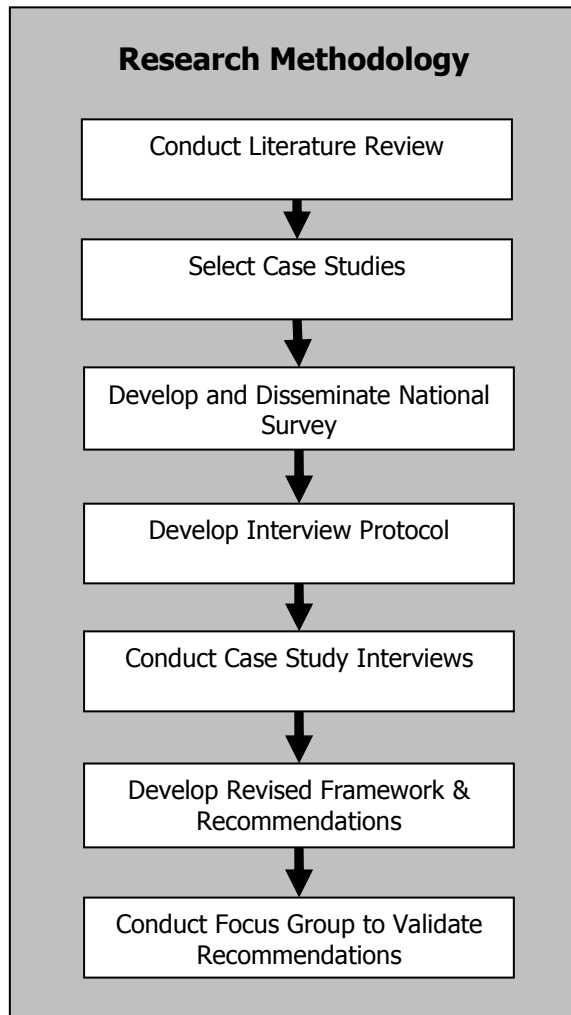 Research Methodology
Conduct Literature Review
Select Case Studies
Develop and Disseminate National
Survey
Develop Interview Protocol
Conduct Case Study Interviews
Develop Revised Framework &
Recommendations
Conduct Focus Group to Validate
Recommendations